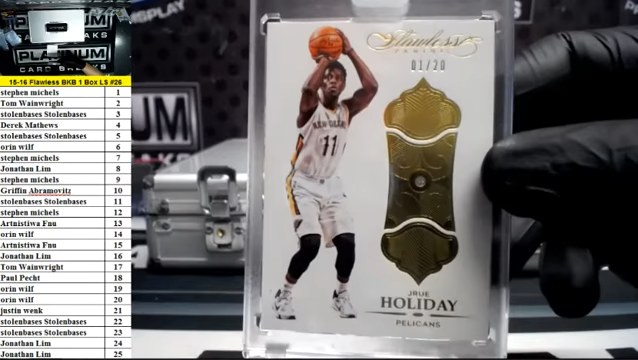 PLATINUM
CARD BREAKS
15-16 Flawless BKB 1 Box LS #26
stephen michels 1
Tom Wainwright 2
stolenbases Stolenbases 3
Derek Mathews 4
stolenbases Stolenbases 5
orin wilf 6
stephen michels 7
Jonathan Lim 8
stephen michels 9
Griffin Abramovitz 10
stolenbases Stolenbases 11
stephen michels 12
Artnistiwa Fnu 13
orin wilf 14
Artnistiwa Fnu 15
Jonathan Lim 16
Tom Wainwright 17
Paul Pecht 18
orin wilf 19
orin wilf 20
justin wenk 21
stolenbases Stolenbases 22
stolenbases Stolenbases 23
Jonathan Lim 24
Jonathan Lim 25
Flawless
PANINI
01/20
NEW ORLEANS
11
JRUE
HOLIDAY
PELICANS